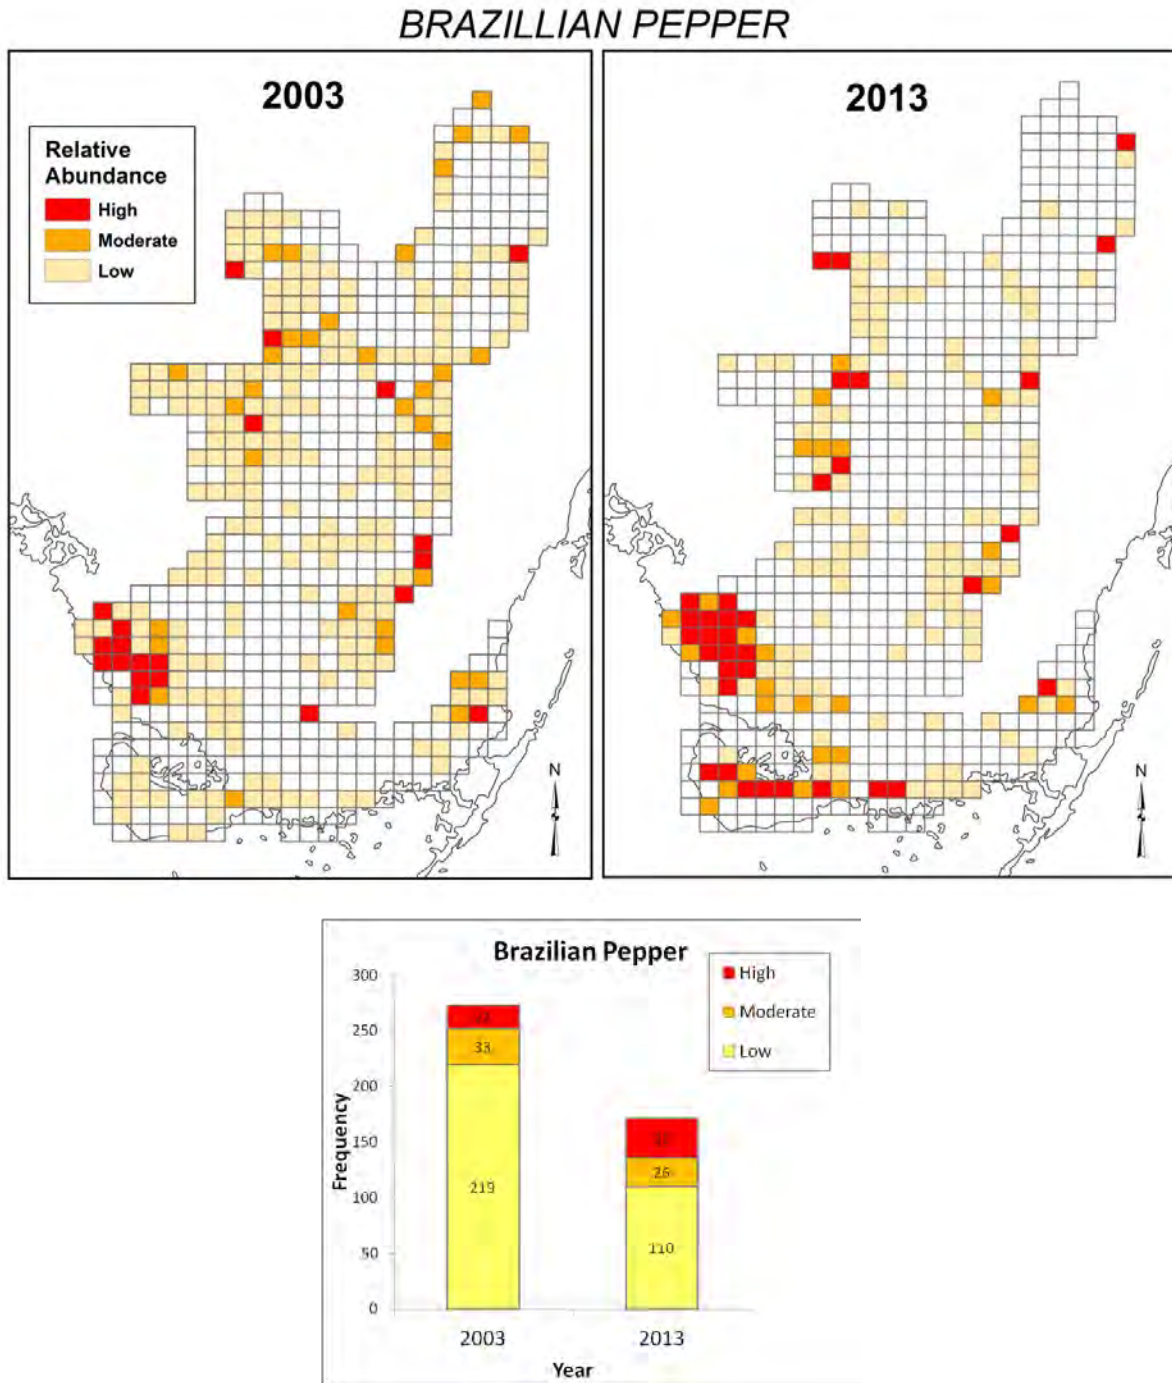 BRAZILLIAN PEPPER
2003
Relative
Abundance
High
Moderate
Low
N
2013
N
Brazilian Pepper
High
Moderate
Low
Frequency
300
250
200
150
100
50
0
33
219
26
110
2003
2013
Year